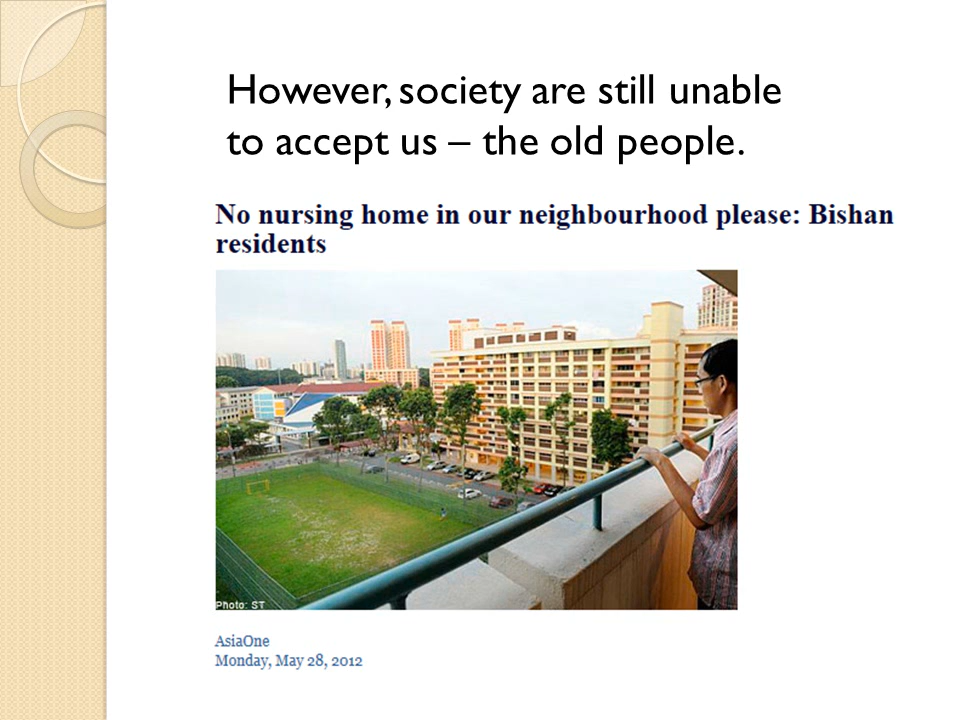 However, society are still unable
to accept us – the old people.
No nursing home in our neighbourhood please: Bishan
residents
Photo: ST
AsiaOne
Monday, May 28, 2012